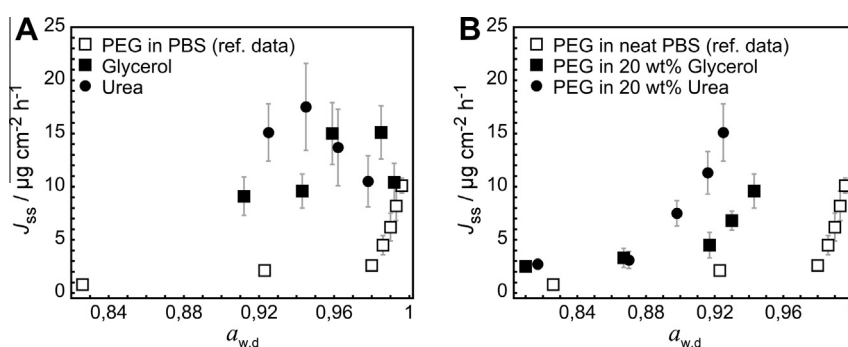 A
PEG in PBS (ref. data)
Glycerol
Urea
J_ss / µg cm⁻² h⁻¹
25
20
15
10
5
0
0,84
0,88
0,92
0,96
1
a_w,d
B
PEG in neat PBS (ref. data)
PEG in 20 wt% Glycerol
PEG in 20 wt% Urea
J_ss / µg cm⁻² h⁻¹
25
20
15
10
5
0
0,84
0,88
0,92
0,96
a_w,d